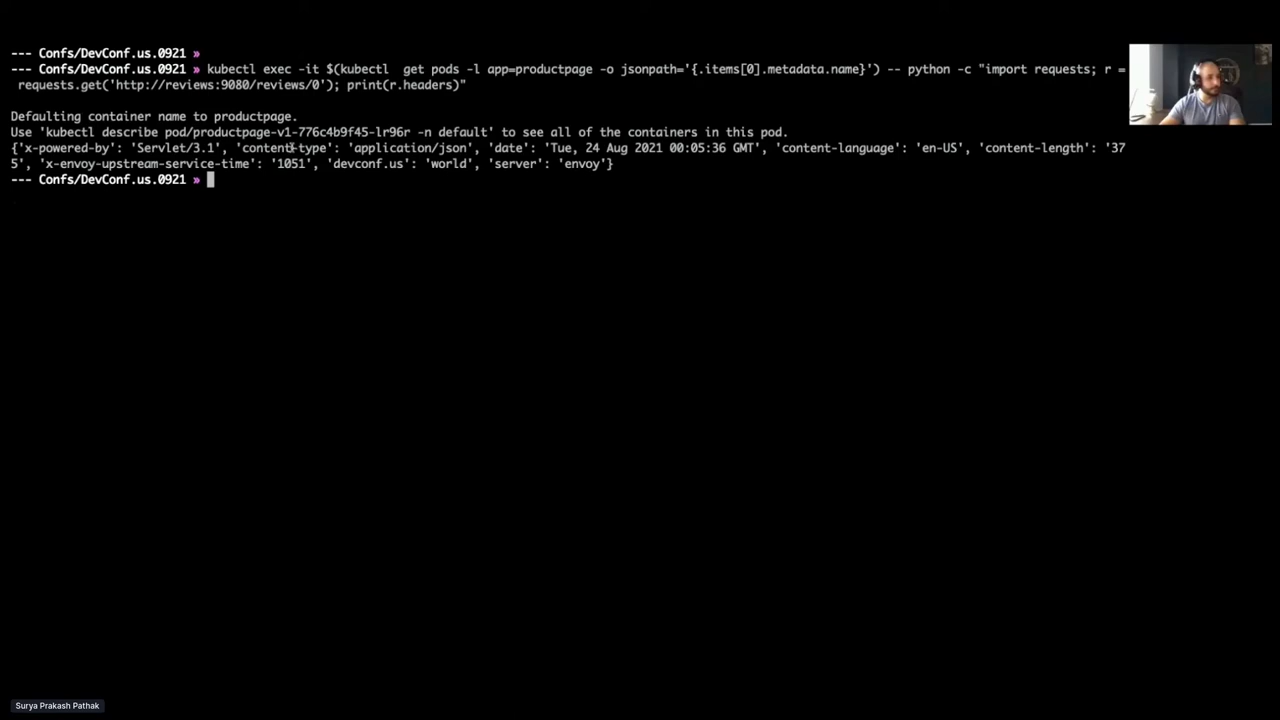 --- Confs/DevConf.us.0921 »
--- Confs/DevConf.us.0921 » kubectl exec -it $(kubectl  get pods -l app=productpage -o jsonpath='{.items[0].metadata.name}') -- python -c "import requests; r =
requests.get('http://reviews:9080/reviews/0'); print(r.headers)"
Defaulting container name to productpage.
Use 'kubectl describe pod/productpage-v1-776c4b9f45-lr96r -n default' to see all of the containers in this pod.
{'x-powered-by': 'Servlet/3.1', 'content-type': 'application/json', 'date': 'Tue, 24 Aug 2021 00:05:36 GMT', 'content-language': 'en-US', 'content-length': '37
5', 'x-envoy-upstream-service-time': '1051', 'devconf.us': 'world', 'server': 'envoy'}
--- Confs/DevConf.us.0921 »
Surya Prakash Pathak